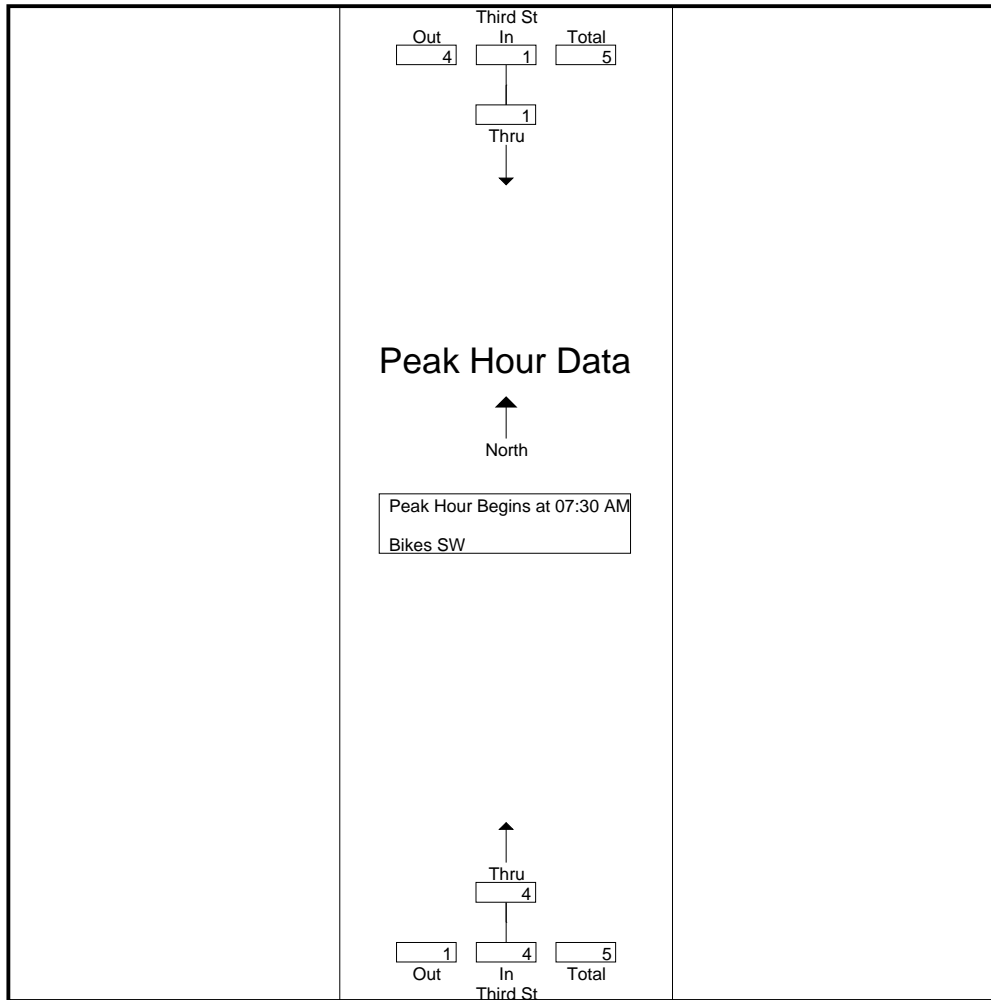 Third St
Out In Total
4 1 5
1
Thru
Peak Hour Data
North
Peak Hour Begins at 07:30 AM
Bikes SW
Thru
4
1 4 5
Out In Total
Third St